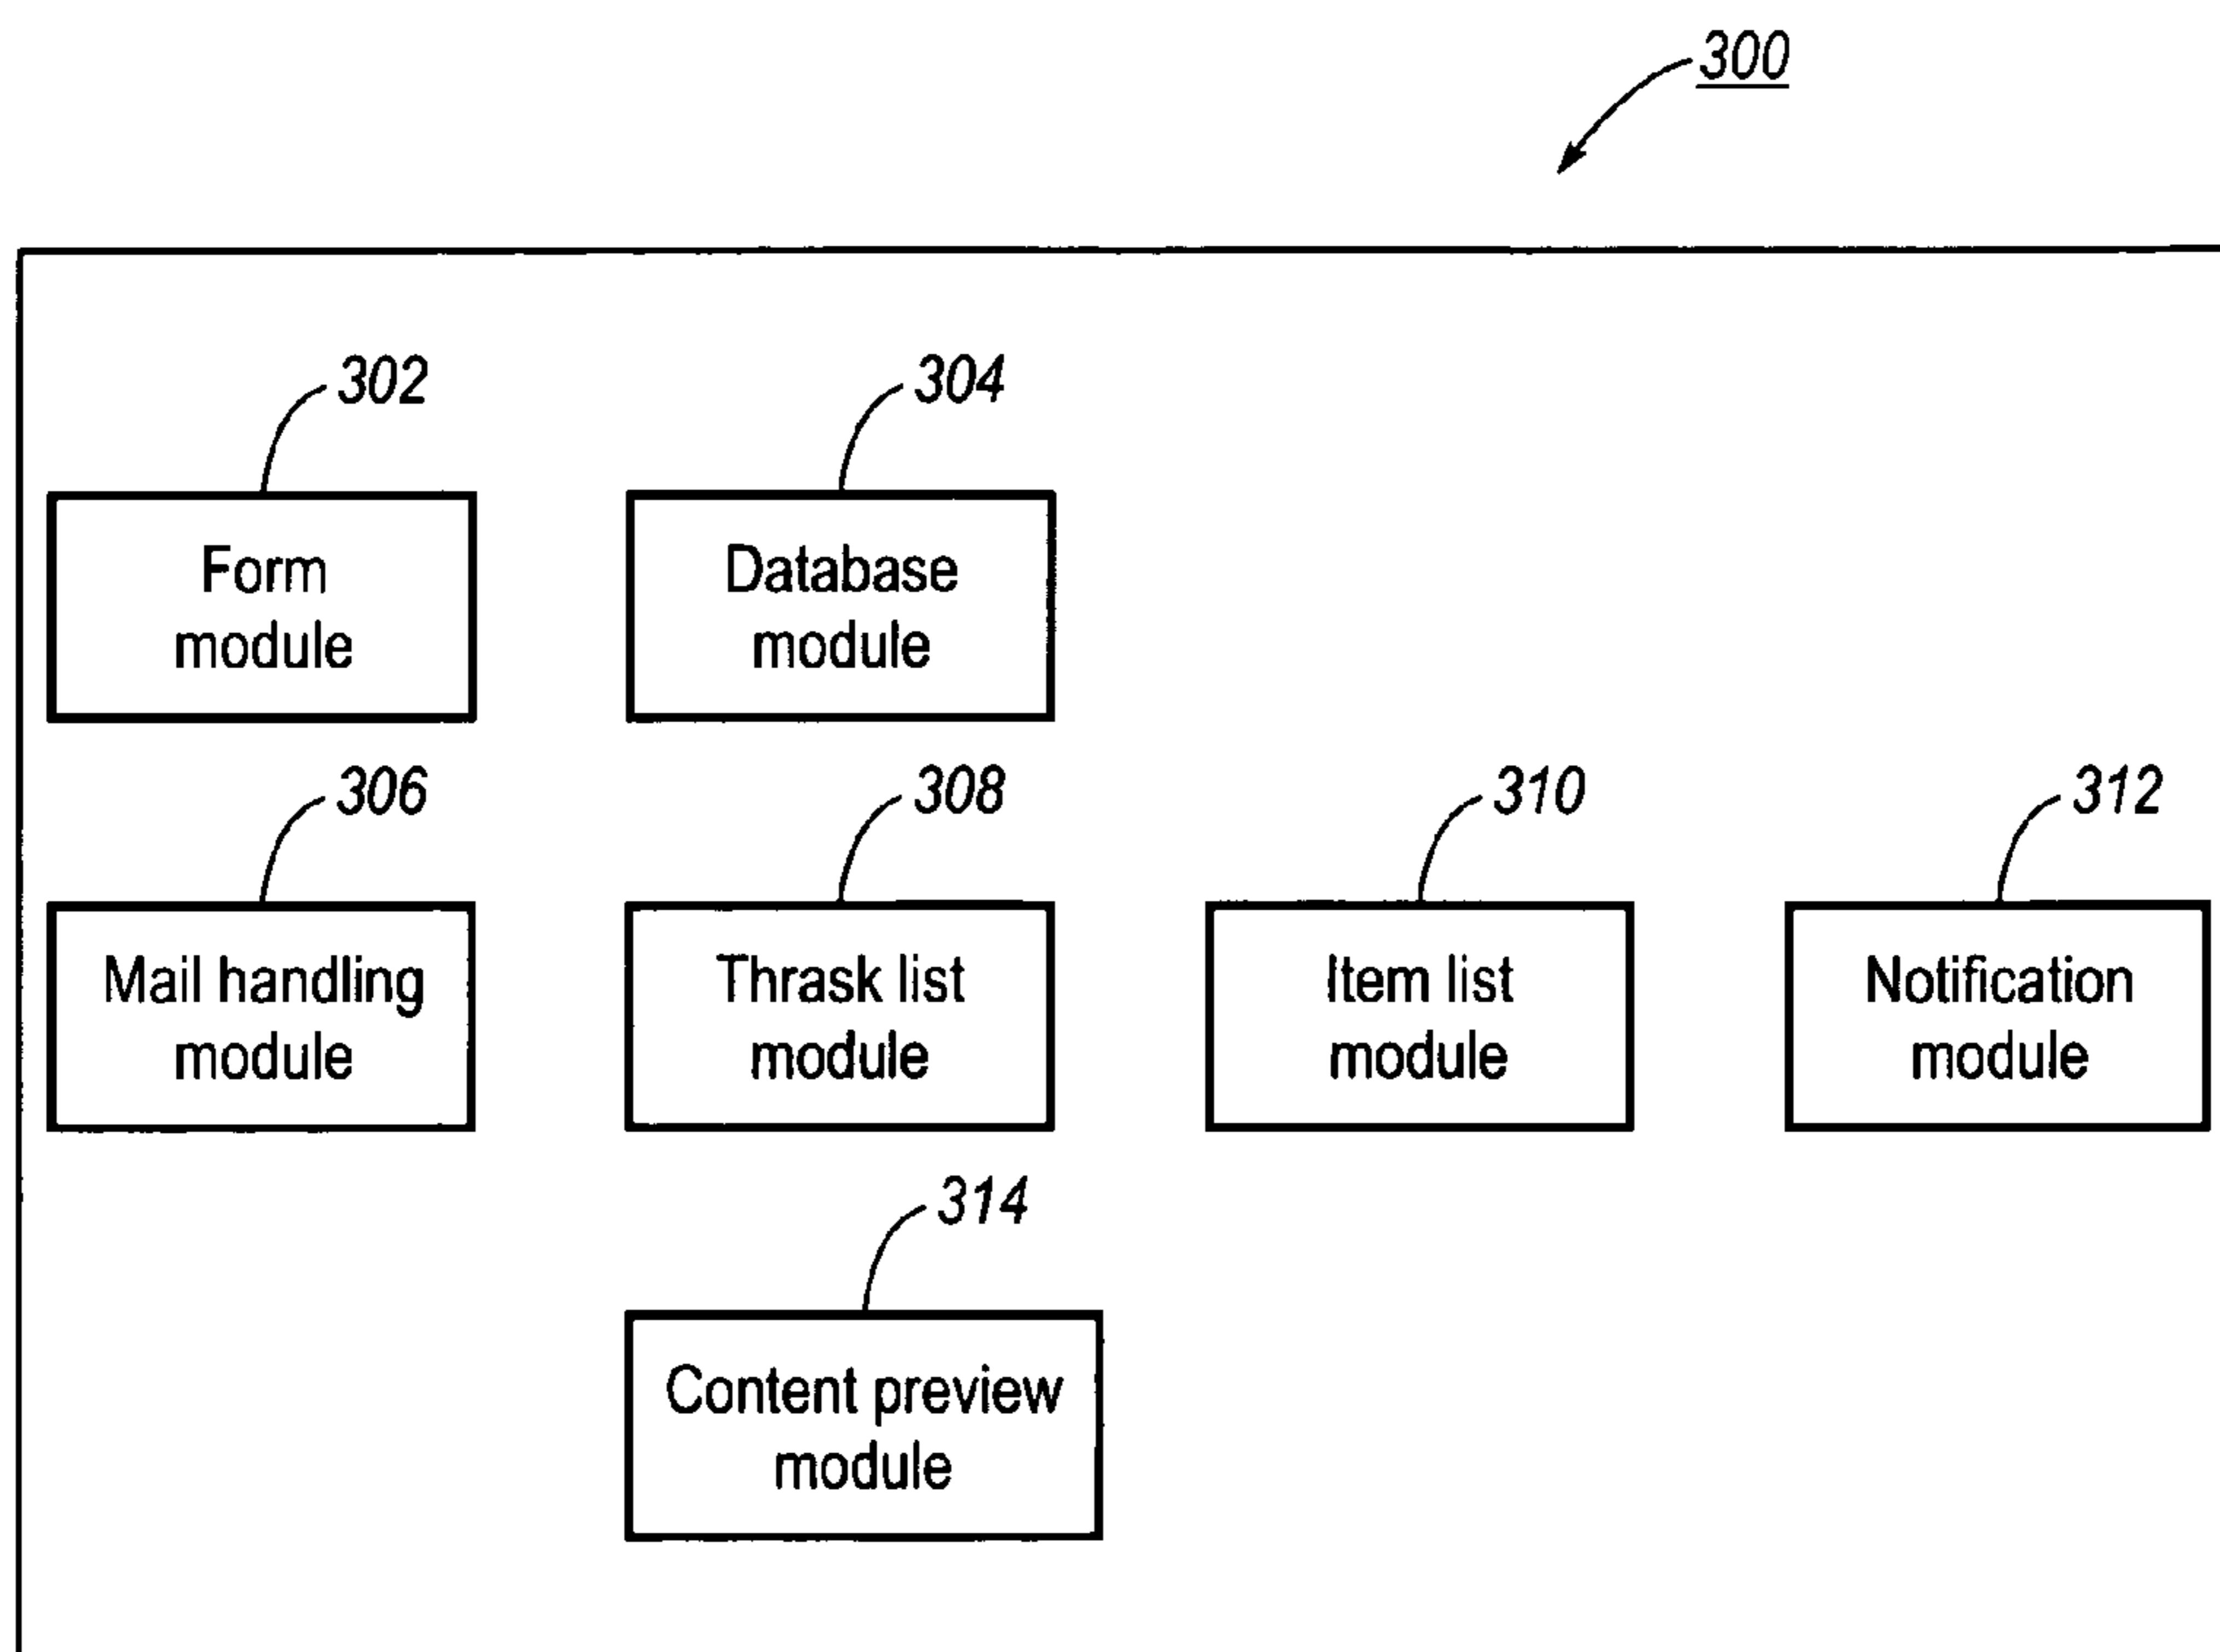 300
302
304
Form
module
Database
module
306
308
310
312
Mail handling
module
Thrask list
module
Item list
module
Notification
module
314
Content preview
module